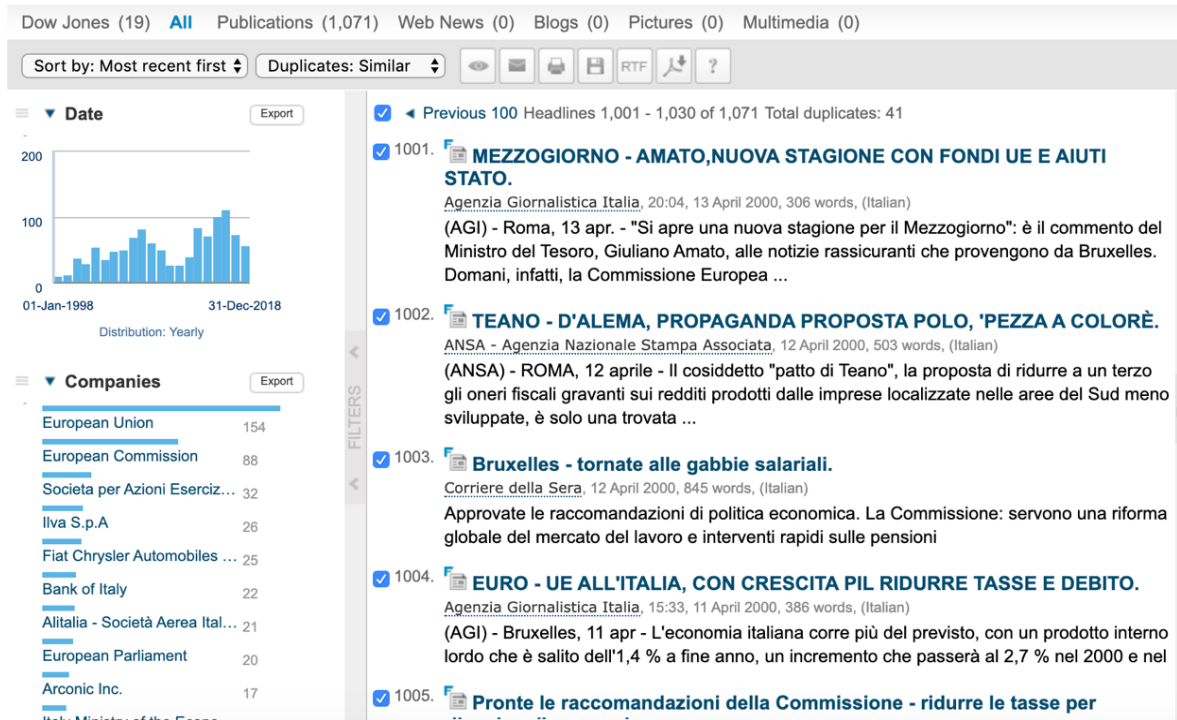 Dow Jones (19) All Publications (1,071) Web News (0) Blogs (0) Pictures (0) Multimedia (0)
Sort by: Most recent first Duplicates: Similar RTF ?
Date Export
200
100
0
01-Jan-1998 31-Dec-2018
Distribution: Yearly
Companies Export
European Union 154
European Commission 88
Societa per Azioni Eserciz... 32
Ilva S.p.A 26
Fiat Chrysler Automobiles ... 25
Bank of Italy 22
Alitalia - Società Aerea Ital... 21
European Parliament 20
Arconic Inc. 17
FILTERS
Previous 100 Headlines 1,001 - 1,030 of 1,071 Total duplicates: 41
1001. MEZZOGIORNO - AMATO,NUOVA STAGIONE CON FONDI UE E AIUTI
STATO.
Agenzia Giornalistica Italia, 20:04, 13 April 2000, 306 words, (Italian)
(AGI) - Roma, 13 apr. - "Si apre una nuova stagione per il Mezzogiorno": è il commento del
Ministro del Tesoro, Giuliano Amato, alle notizie rassicuranti che provengono da Bruxelles.
Domani, infatti, la Commissione Europea ...
1002. TEANO - D'ALEMA, PROPAGANDA PROPOSTA POLO, 'PEZZA A COLORÈ.
ANSA - Agenzia Nazionale Stampa Associata, 12 April 2000, 503 words, (Italian)
(ANSA) - ROMA, 12 aprile - Il cosiddetto "patto di Teano", la proposta di ridurre a un terzo
gli oneri fiscali gravanti sui redditi prodotti dalle imprese localizzate nelle aree del Sud meno
sviluppate, è solo una trovata ...
1003. Bruxelles - tornate alle gabbie salariali.
Corriere della Sera, 12 April 2000, 845 words, (Italian)
Approvate le raccomandazioni di politica economica. La Commissione: servono una riforma
globale del mercato del lavoro e interventi rapidi sulle pensioni
1004. EURO - UE ALL'ITALIA, CON CRESCITA PIL RIDURRE TASSE E DEBITO.
Agenzia Giornalistica Italia, 15:33, 11 April 2000, 386 words, (Italian)
(AGI) - Bruxelles, 11 apr - L'economia italiana corre più del previsto, con un prodotto interno
lordo che è salito dell'1,4 % a fine anno, un incremento che passerà al 2,7 % nel 2000 e nel
1005. Pronte le raccomandazioni della Commissione - ridurre le tasse per